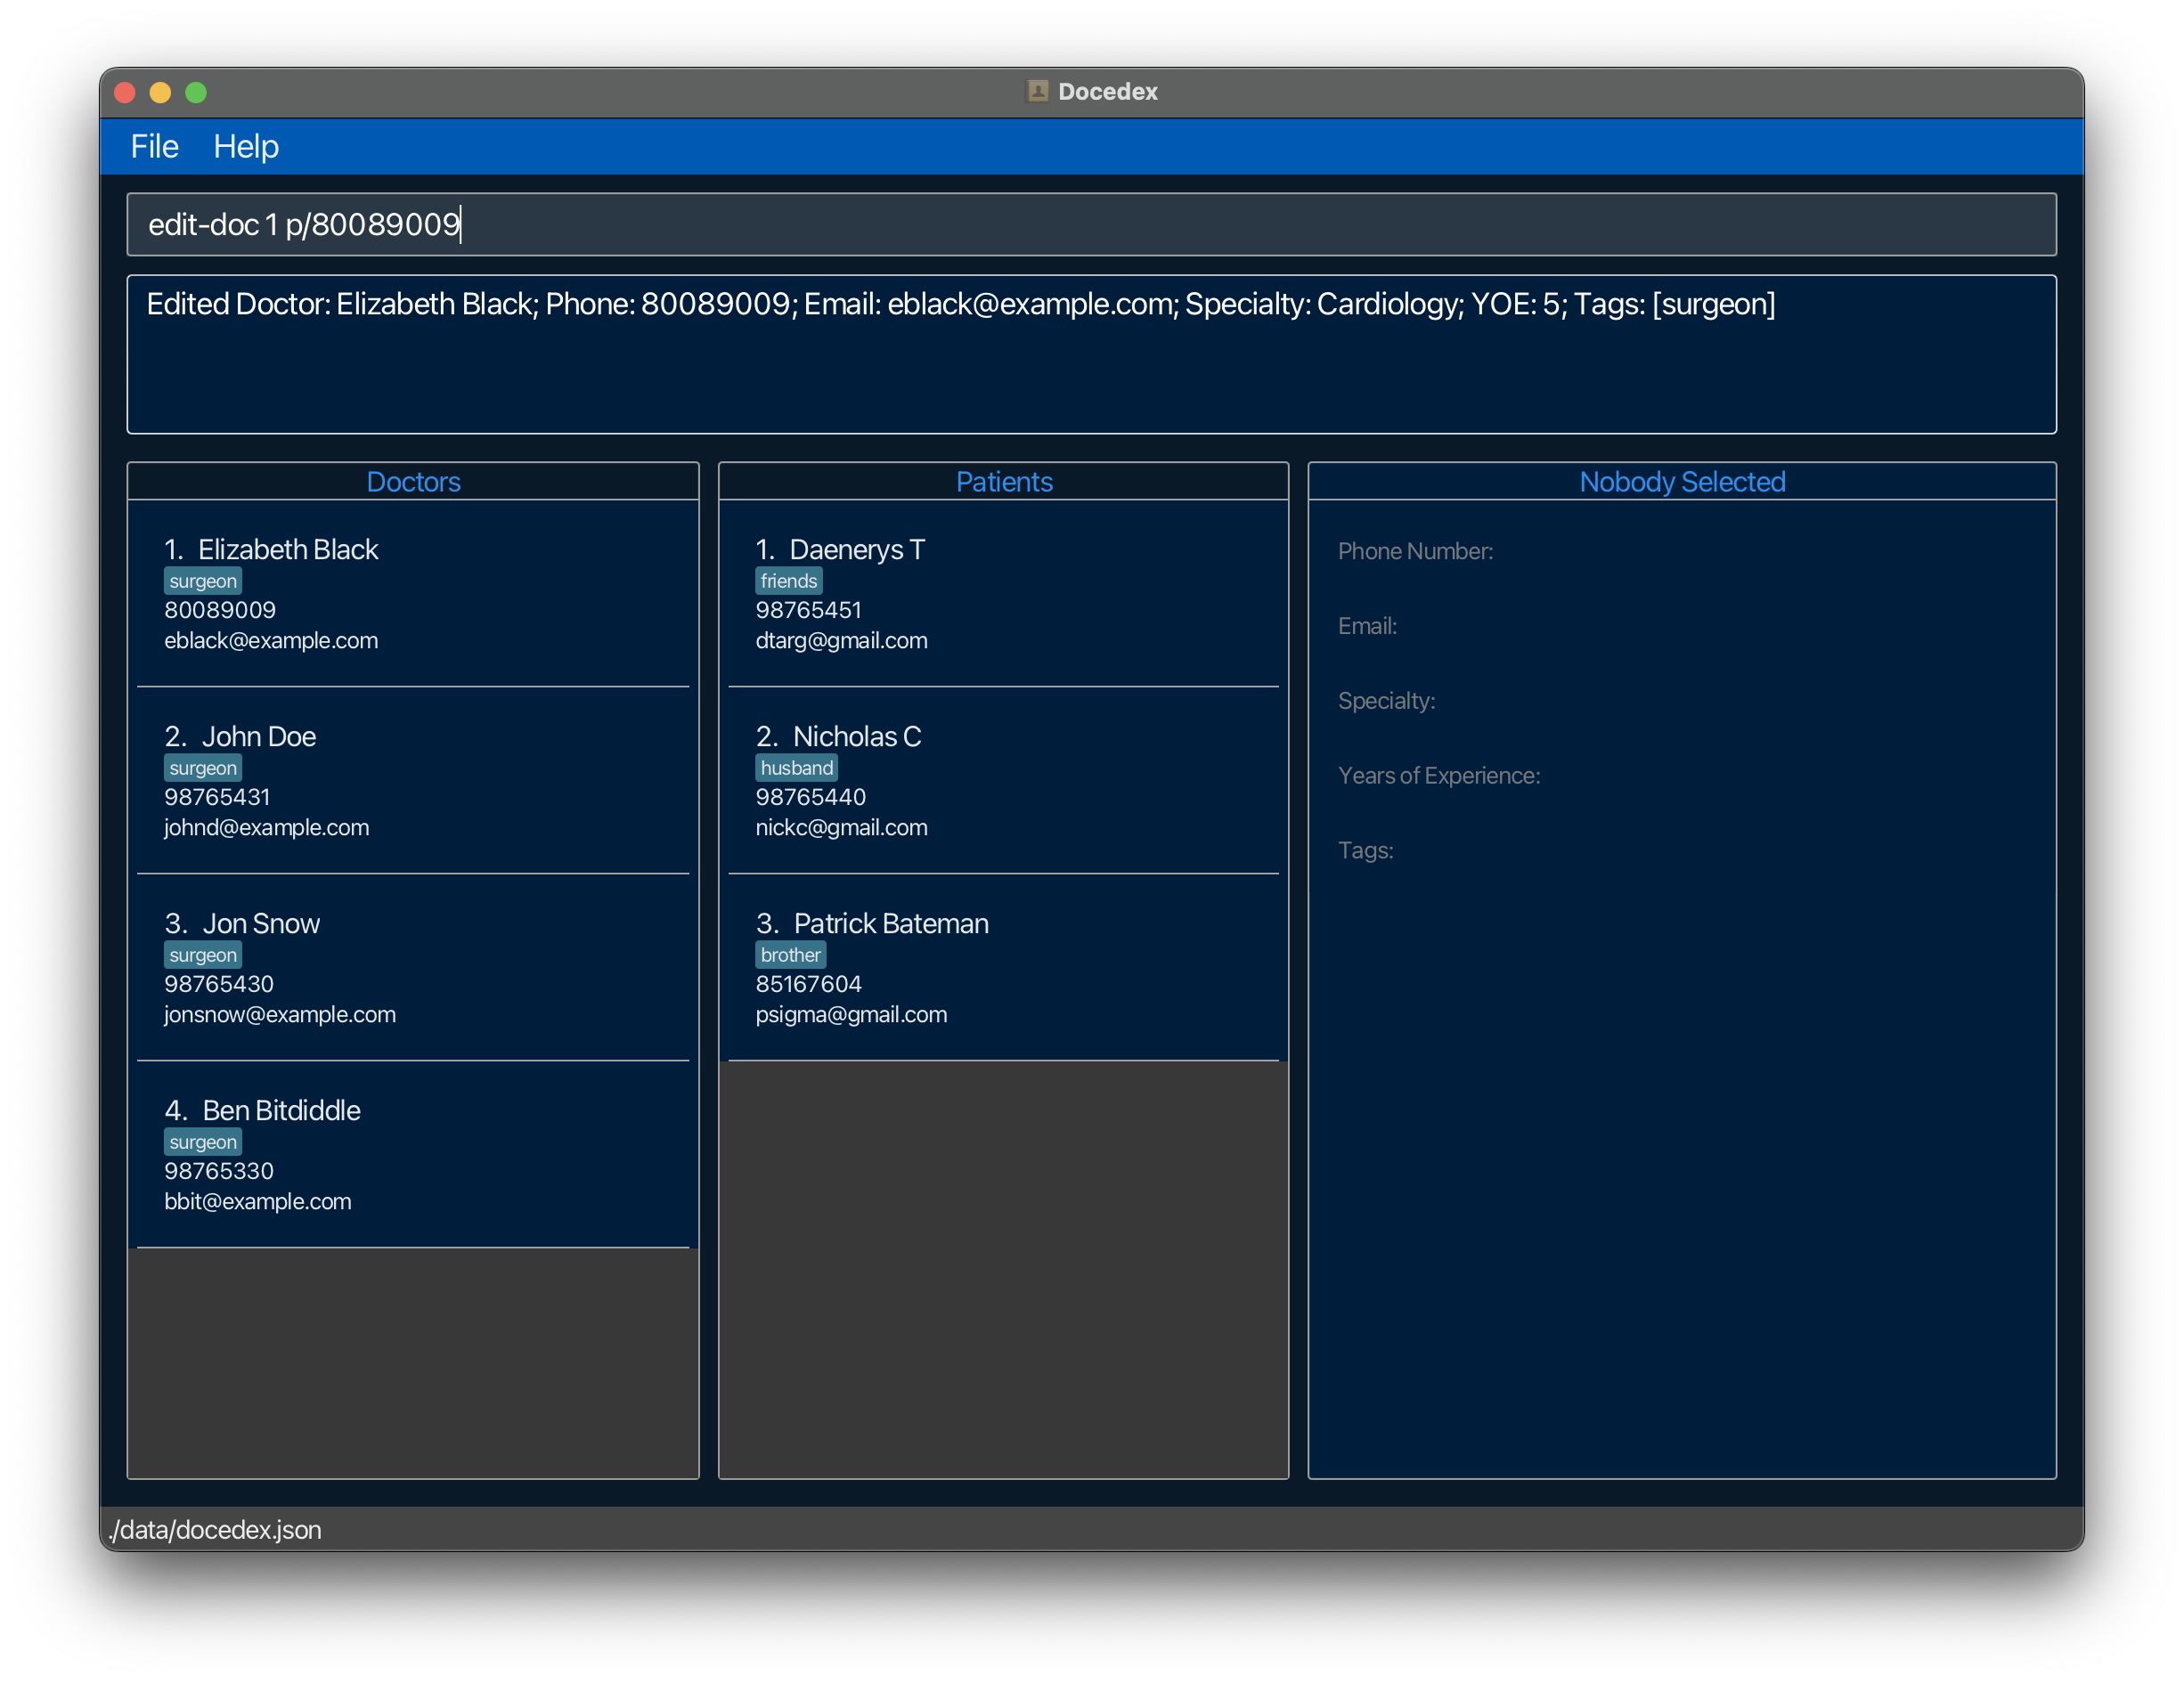 Docedex
File Help
edit-doc 1 p/80089009
Edited Doctor: Elizabeth Black; Phone: 80089009; Email: eblack@example.com; Specialty: Cardiology; YOE: 5; Tags: [surgeon]
Doctors
1. Elizabeth Black
surgeon
80089009
eblack@example.com
2. John Doe
surgeon
98765431
johnd@example.com
3. Jon Snow
surgeon
98765430
jonsnow@example.com
4. Ben Bitdiddle
surgeon
98765330
bbit@example.com
Patients
1. Daenerys T
friends
98765451
dtarg@gmail.com
2. Nicholas C
husband
98765440
nickc@gmail.com
3. Patrick Bateman
brother
85167604
psigma@gmail.com
Nobody Selected
Phone Number:
Email:
Specialty:
Years of Experience:
Tags:
./data/docedex.json